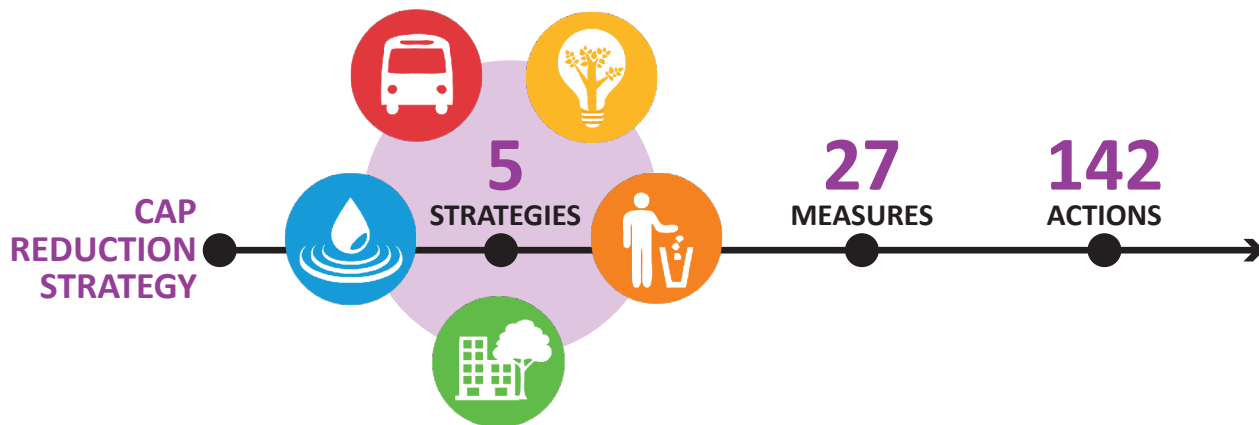 CAP
REDUCTION
STRATEGY
5
STRATEGIES
27
MEASURES
142
ACTIONS